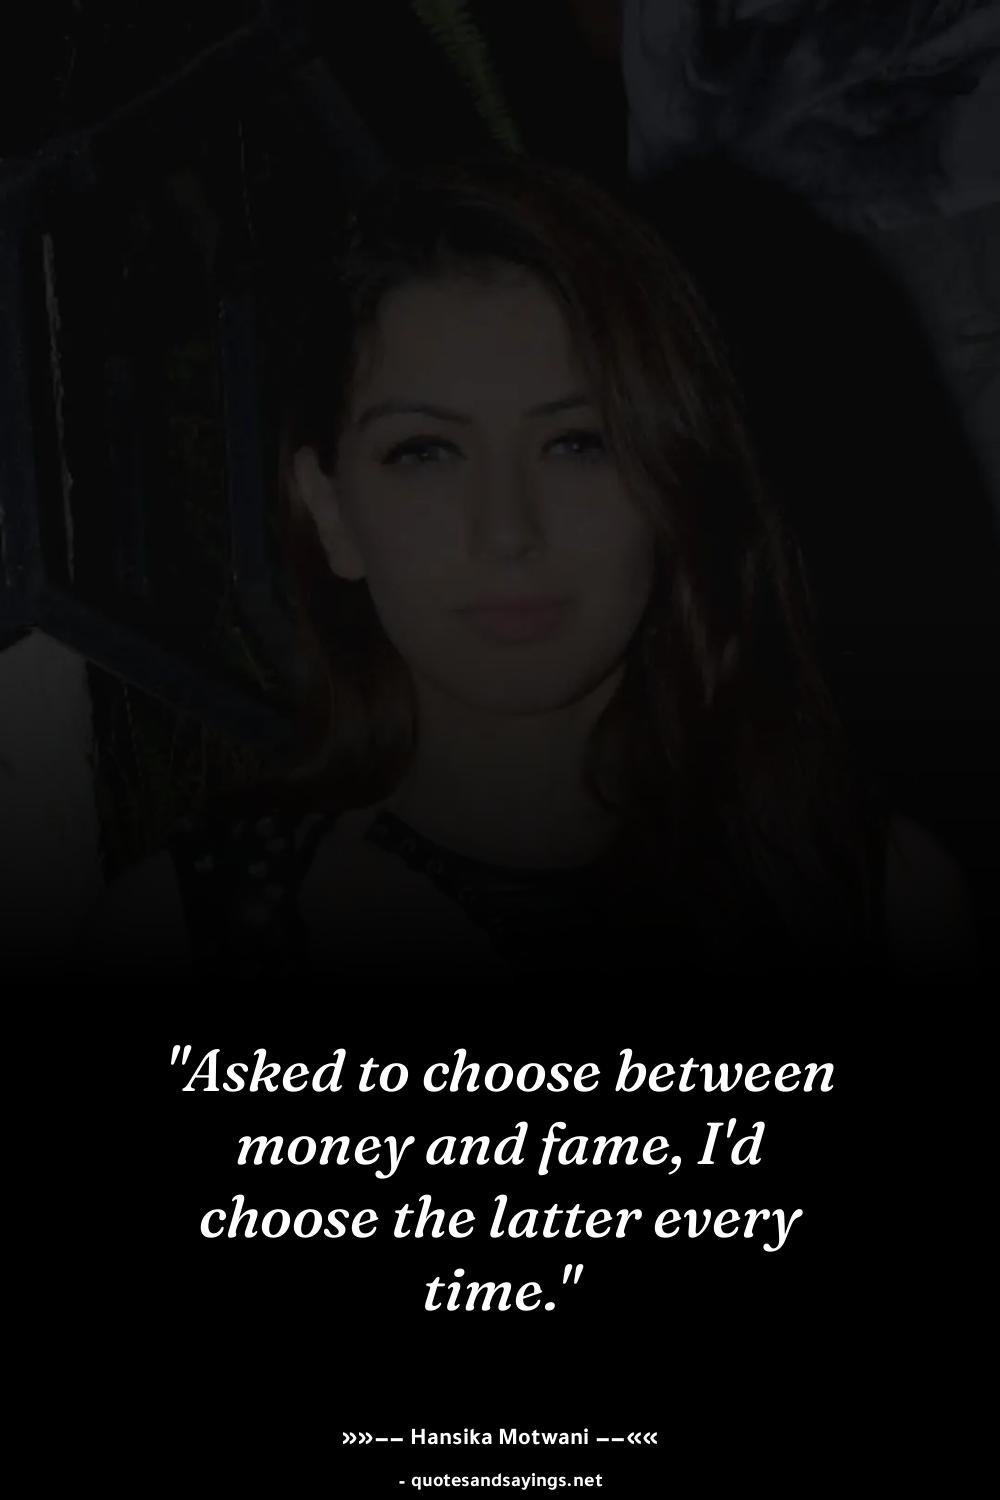 "Asked to choose between
money and fame, I'd
choose the latter every
time."
»»−− Hansika Motwani −−««
- quotesandsayings.net